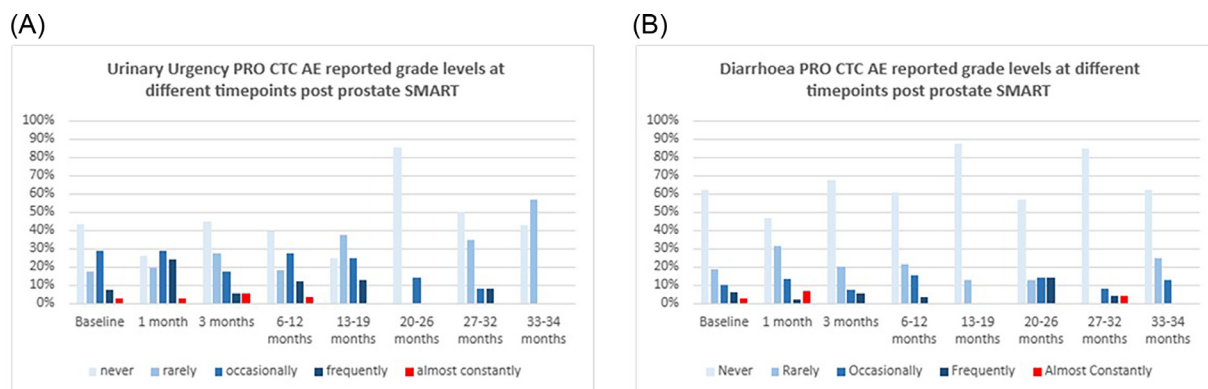 (A)
Urinary Urgency PRO CTC AE reported grade levels at
different timepoints post prostate SMART
100%
90%
80%
70%
60%
50%
40%
30%
20%
10%
0%
Baseline 1 month 3 months 6-12 13-19 20-26 27-32 33-34
months months months months months
never rarely occasionally frequently almost Constantly
(B)
Diarrhoea PRO CTC AE reported grade levels at different
timepoints post prostate SMART
100%
90%
80%
70%
60%
50%
40%
30%
20%
10%
0%
Baseline 1 month 3 months 6-12 13-19 20-26 27-32 33-34
months months months months months
Never Rarely Occasionally Frequently Almost Constantly